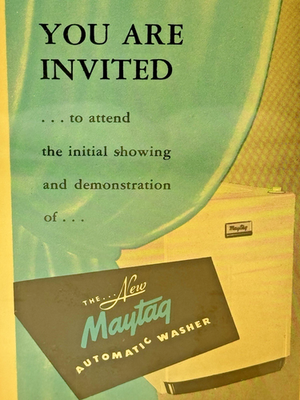 YOU ARE
INVITED
. . . to attend
the initial showing
and demonstration
of . . .
Maytag
THE...New
Maytag
AUTOMATIC WASHER